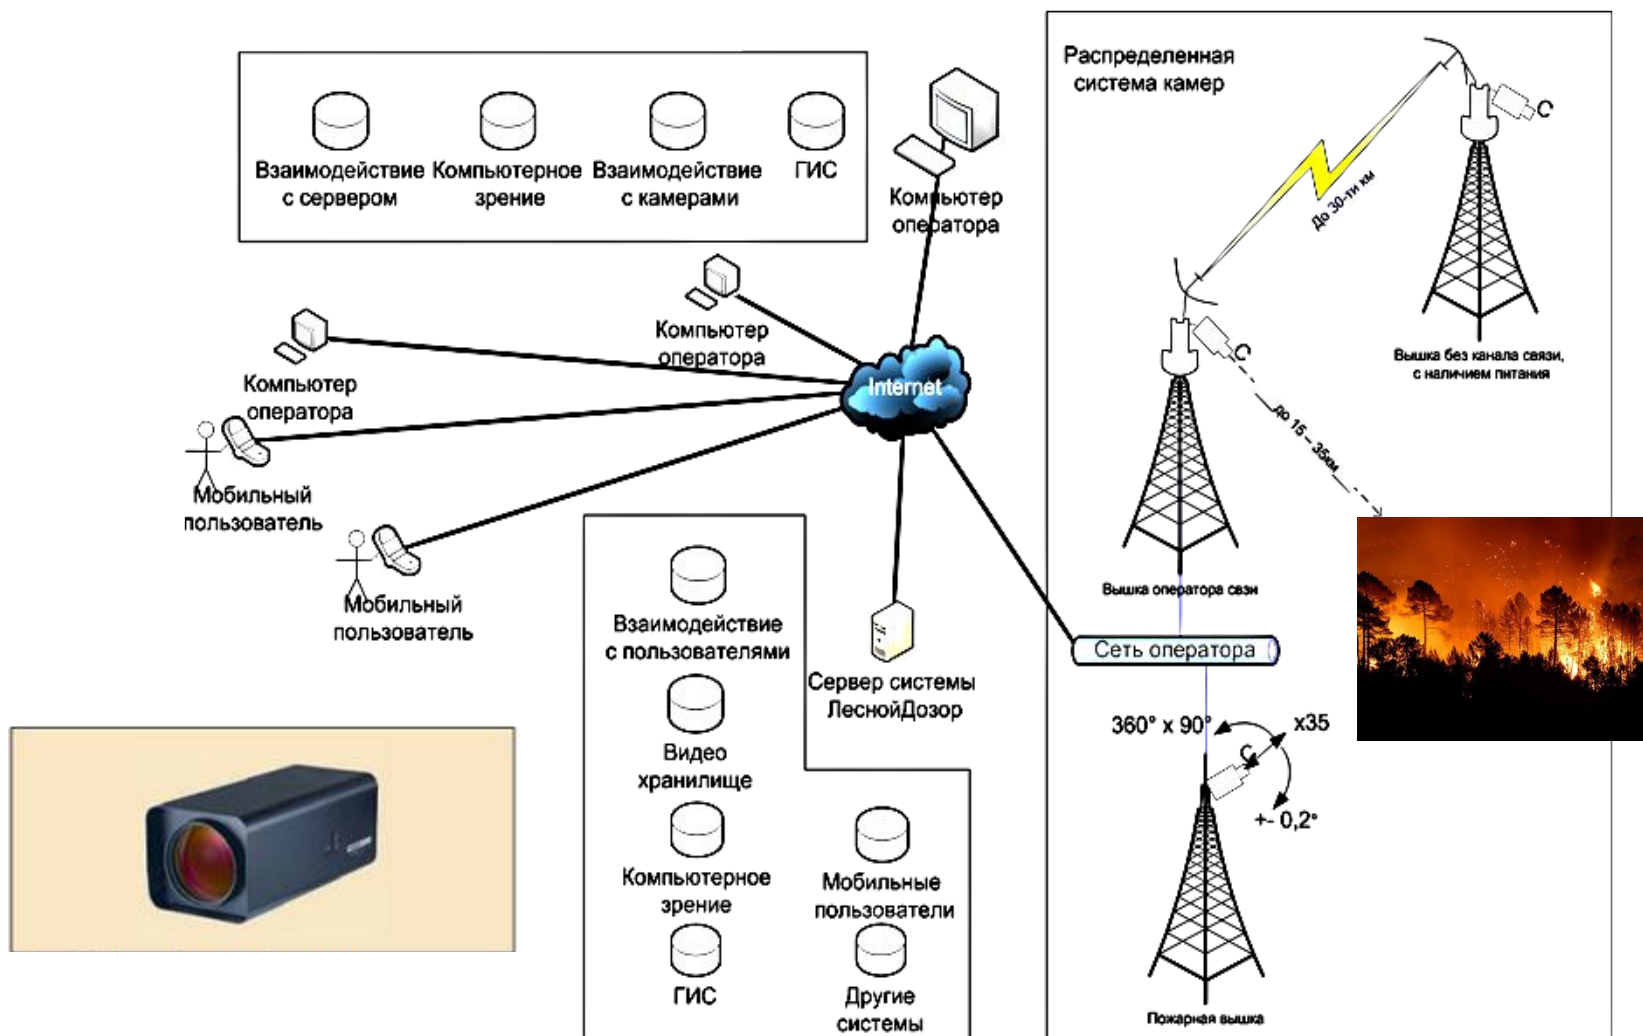 Взаимодействие
с сервером
Компьютерное
зрение
Взаимодействие
с камерами
ГИС
Компьютер
оператора
Компьютер
оператора
Компьютер
оператора
Мобильный
пользователь
Мобильный
пользователь
Internet
Взаимодействие
с пользователями
Видео
хранилище
Компьютерное
зрение
ГИС
Мобильные
пользователи
Другие
системы
Сервер системы
ЛеснойДозор
Распределенная
система камер
До 30-ти км
Вышка без канала связи,
с наличием питания
до 15 – 35км
Вышка оператора свзи
Сеть оператора
360° x 90°
x35
+- 0,2°
Пожарная вышка